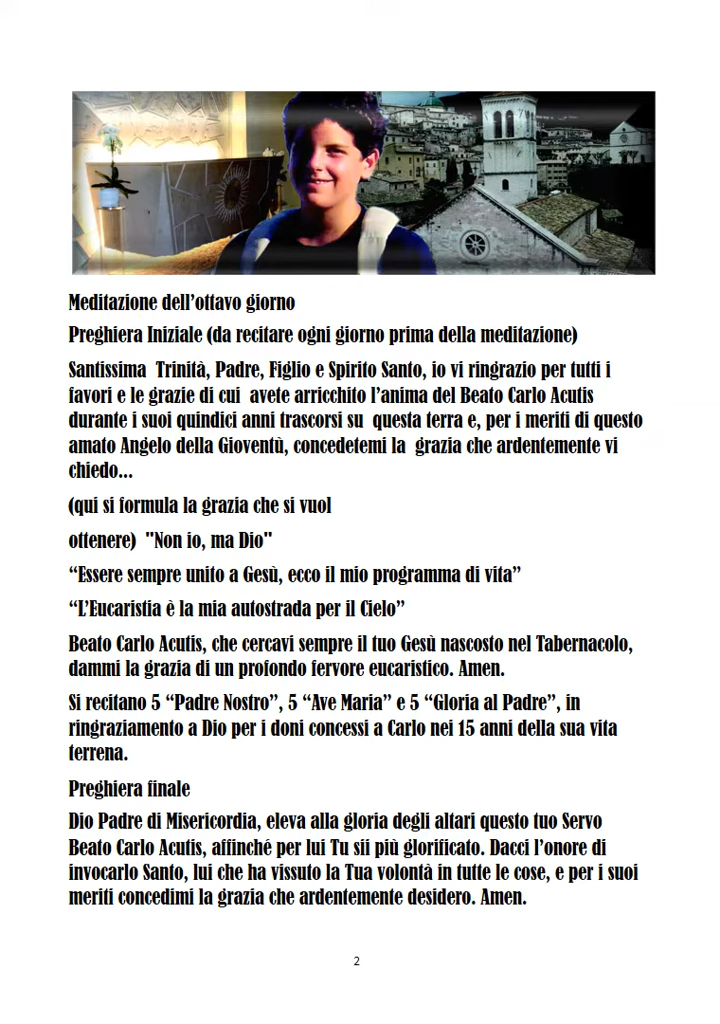 Meditazione dell’ottavo giorno
Preghiera Iniziale (da recitare ogni giorno prima della meditazione)
Santissima Trinità, Padre, Figlio e Spirito Santo, io vi ringrazio per tutti i
favori e le grazie di cui avete arricchito l’anima del Beato Carlo Acutis
durante i suoi quindici anni trascorsi su questa terra e, per i meriti di questo
amato Angelo della Gioventù, concedetemi la grazia che ardentemente vi
chiedo...
(qui si formula la grazia che si vuol
ottenere) "Non io, ma Dio"
“Essere sempre unito a Gesù, ecco il mio programma di vita”
“L’Eucaristia è la mia autostrada per il Cielo”
Beato Carlo Acutis, che cercavi sempre il tuo Gesù nascosto nel Tabernacolo,
dammi la grazia di un profondo fervore eucaristico. Amen.
Si recitano 5 “Padre Nostro”, 5 “Ave Maria” e 5 “Gloria al Padre”, in
ringraziamento a Dio per i doni concessi a Carlo nei 15 anni della sua vita
terrena.
Preghiera finale
Dio Padre di Misericordia, eleva alla gloria degli altari questo tuo Servo
Beato Carlo Acutis, affinché per lui Tu sii più glorificato. Dacci l’onore di
invocarlo Santo, lui che ha vissuto la Tua volontà in tutte le cose, e per i suoi
meriti concedimi la grazia che ardentemente desidero. Amen.
2